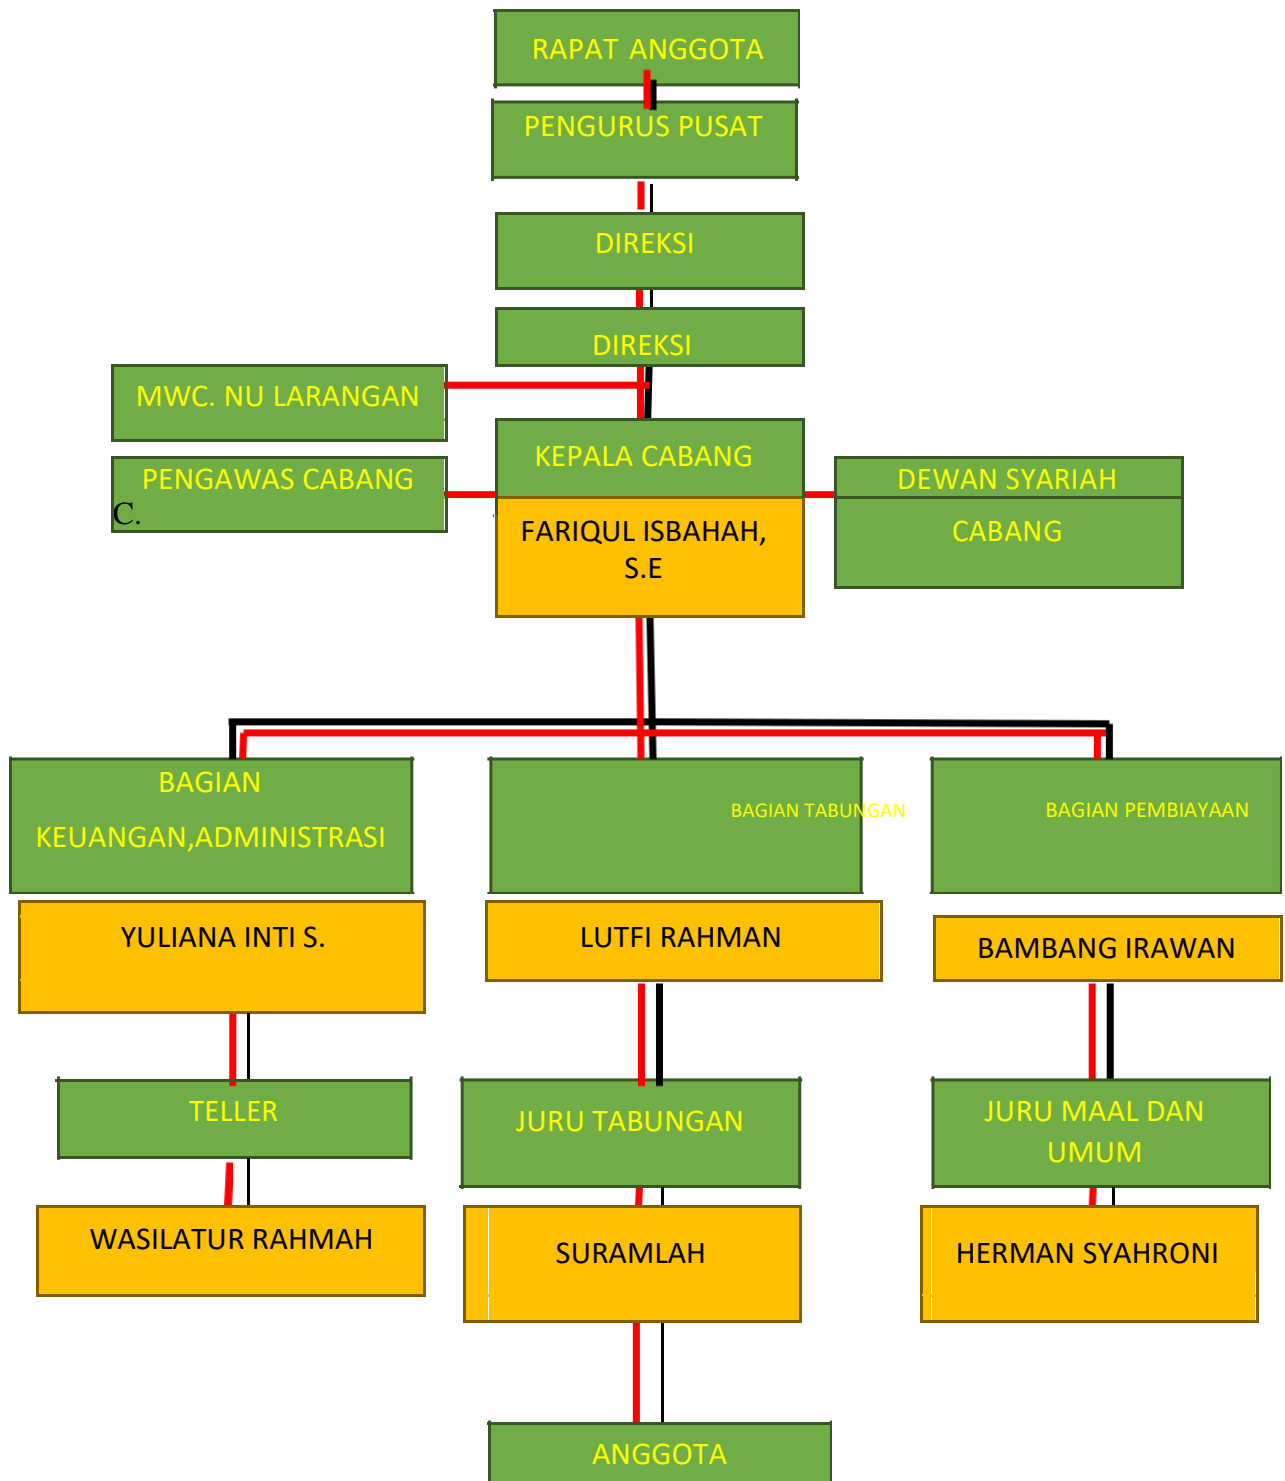 RAPAT ANGGOTA
PENGURUS PUSAT
DIREKSI
DIREKSI
MWC. NU LARANGAN
KEPALA CABANG
PENGAWAS CABANG
C.
DEWAN SYARIAH
CABANG
FARIQUL ISBAHAH,
S.E
BAGIAN
KEUANGAN,ADMINISTRASI
BAGIAN TABUNGAN
BAGIAN PEMBIAYAAN
YULIANA INTI S.
LUTFI RAHMAN
BAMBANG IRAWAN
TELLER
JURU TABUNGAN
JURU MAAL DAN
UMUM
WASILATUR RAHMAH
SURAMLAH
HERMAN SYAHRONI
ANGGOTA